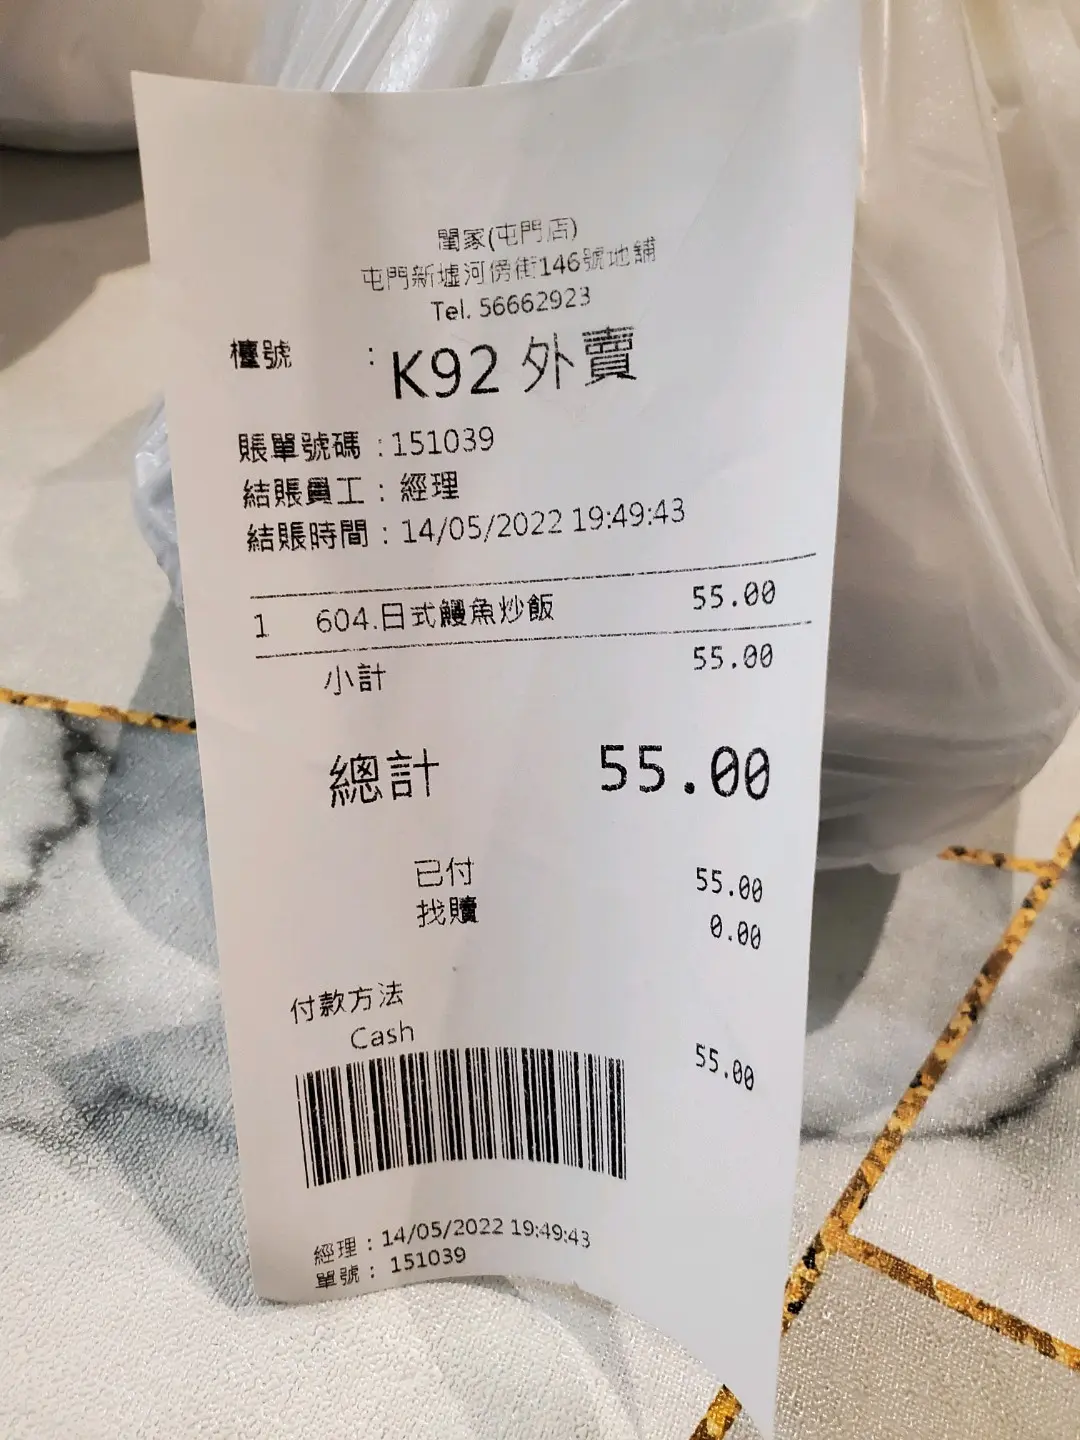 閨家(屯門店)
屯門新墟河傍街146號地舖
Tel. 56662923
檯號 : K92 外賣
賬單號碼 : 151039
結賬員工 : 經理
結賬時間 : 14/05/2022 19:49:43
1 604.日式鰻魚炒飯 55.00
小計 55.00
總計 55.00
已付 55.00
找贖 0.00
付款方法
Cash 55.00
經理 : 14/05/2022 19:49:43
單號 : 151039